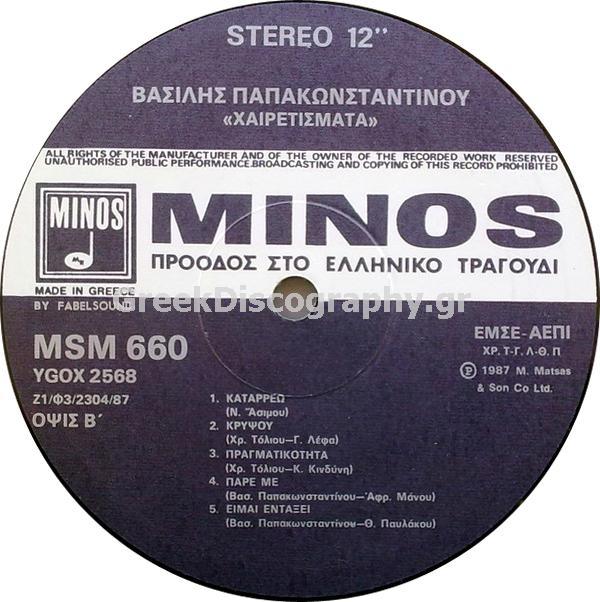 STEREO 12''
ΒΑΣΙΛΗΣ ΠΑΠΑΚΩΝΣΤΑΝΤΙΝΟΥ
«ΧΑΙΡΕΤΙΣΜΑΤΑ»
ALL RIGHTS OF THE MANUFACTURER AND OF THE OWNER OF THE RECORDED WORK RESERVED
UNAUTHORISED PUBLIC PERFORMANCE.BROADCASTING AND COPYING OF THIS RECORD PROHIBITED
MINOS
MINOS
ΠΡΟΟΔΟΣ ΣΤΟ ΕΛΛΗΝΙΚΟ ΤΡΑΓΟΥΔΙ
MADE IN GREECE
BY FABELSOUND
GreekDiscography.gr
MSM 660
YGOX 2568
Ζ1/Φ3/2304/87
ΟΨΙΣ Β΄
ΕΜΣΕ-ΑΕΠΙ
ΧΡ. Τ-Γ. Λ-Θ. Π
Ⓟ 1987 M. Matsas
& Son Co Ltd.
1. ΚΑΤΑΡΡΕΩ
(Ν. Ἄσιμου)
2. ΚΡΥΨΟΥ
(Χρ. Τόλιου-Γ. Λέφα)
3. ΠΡΑΓΜΑΤΙΚΟΤΗΤΑ
(Χρ. Τόλιου-Κ. Κινδύνη)
4. ΠΑΡΕ ΜΕ
(Βασ. Παπακωνσταντίνου-Αφρ. Μάνου)
5. ΕΙΜΑΙ ΕΝΤΑΞΕΙ
(Βασ. Παπακωνσταντίνου-Θ. Παυλάκου)